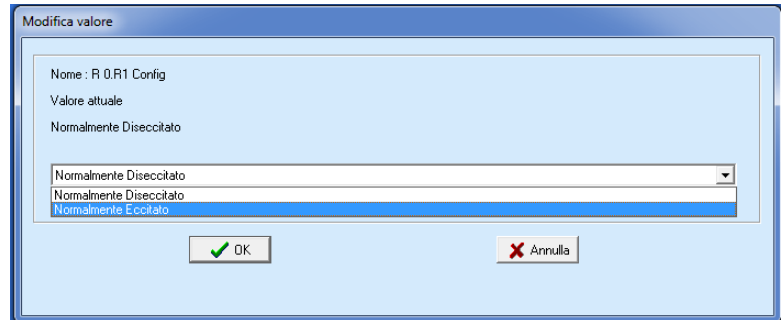 Modifica valore
Nome : R 0.R1 Config
Valore attuale
Normalmente Diseccitato
Normalmente Diseccitato
Normalmente Diseccitato
Normalmente Eccitato
OK Annulla